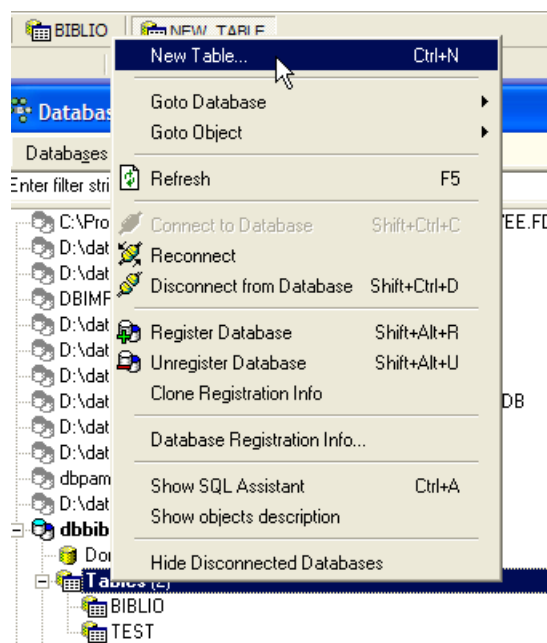 BIBLIO NEW_TABLE
New Table... Ctrl+N
Databas
Goto Database
Databases
Goto Object
Enter filter stri
Refresh F5
C:\Pro
Connect to Database Shift+Ctrl+C
EE.FD
D:\dat
Reconnect
D:\dat
Disconnect from Database Shift+Ctrl+D
DBIMF
D:\dat
Register Database Shift+Alt+R
D:\dat
Unregister Database Shift+Alt+U
D:\dat
Clone Registration Info
D:\dat
DB
D:\dat
Database Registration Info...
D:\dat
dbpam
Show SQL Assistant Ctrl+A
D:\dat
Show objects description
dbbib
Dor
Hide Disconnected Databases
Tables (2)
BIBLIO
TEST